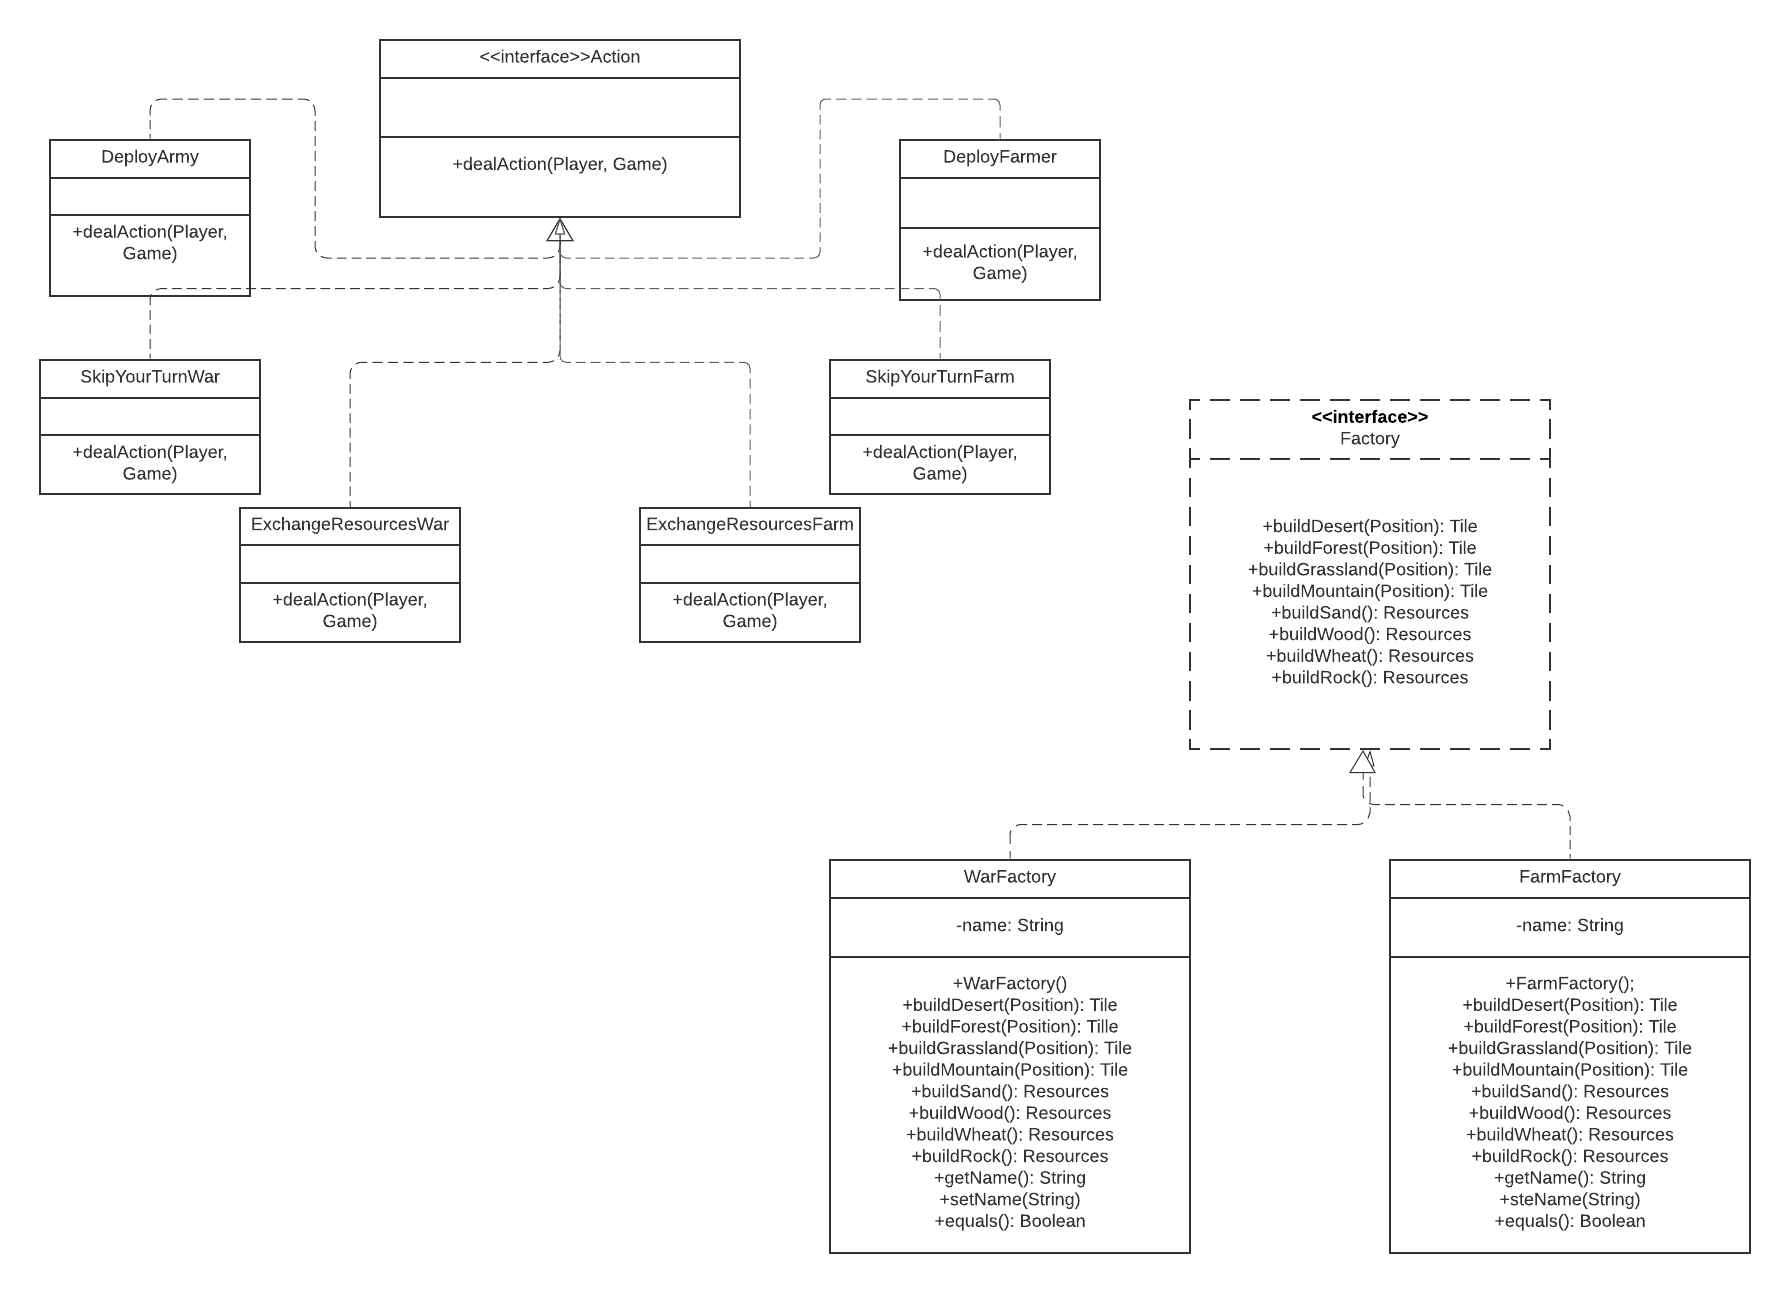 <<interface>>Action
+dealAction(Player, Game)
DeployArmy
+dealAction(Player,
Game)
DeployFarmer
+dealAction(Player,
Game)
SkipYourTurnWar
+dealAction(Player,
Game)
SkipYourTurnFarm
+dealAction(Player,
Game)
ExchangeResourcesWar
+dealAction(Player,
Game)
ExchangeResourcesFarm
+dealAction(Player,
Game)
<<interface>>
Factory
+buildDesert(Position): Tile
+buildForest(Position): Tile
+buildGrassland(Position): Tile
+buildMountain(Position): Tile
+buildSand(): Resources
+buildWood(): Resources
+buildWheat(): Resources
+buildRock(): Resources
WarFactory
-name: String
+WarFactory()
+buildDesert(Position): Tile
+buildForest(Position): Tille
+buildGrassland(Position): Tile
+buildMountain(Position): Tile
+buildSand(): Resources
+buildWood(): Resources
+buildWheat(): Resources
+buildRock(): Resources
+getName(): String
+setName(String)
+equals(): Boolean
FarmFactory
-name: String
+FarmFactory();
+buildDesert(Position): Tile
+buildForest(Position): Tile
+buildGrassland(Position): Tile
+buildMountain(Position): Tile
+buildSand(): Resources
+buildWood(): Resources
+buildWheat(): Resources
+buildRock(): Resources
+getName(): String
+steName(String)
+equals(): Boolean